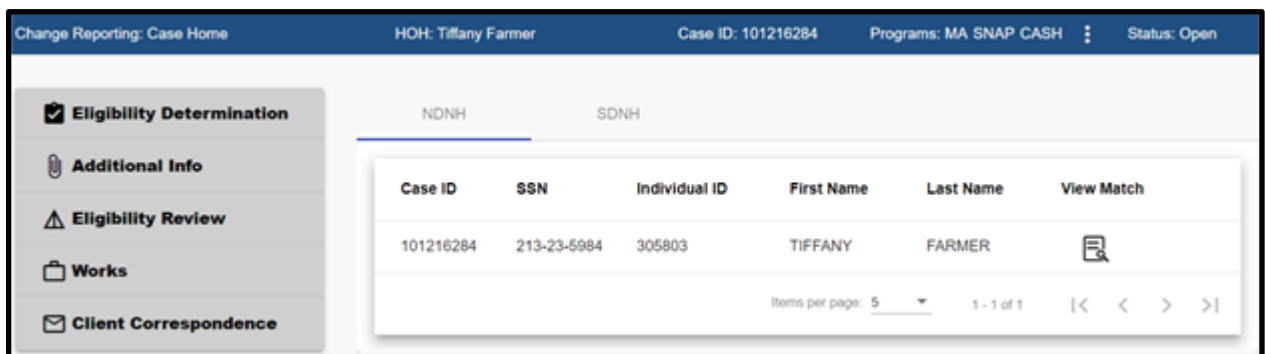 Change Reporting: Case Home HOH: Tiffany Farmer Case ID: 101216284 Programs: MA SNAP CASH Status: Open
Eligibility Determination
Additional Info
Eligibility Review
Works
Client Correspondence
NDNH SDNH
Case ID SSN Individual ID First Name Last Name View Match
101216284 213-23-5984 305803 TIFFANY FARMER
Items per page: 5 1 - 1 of 1